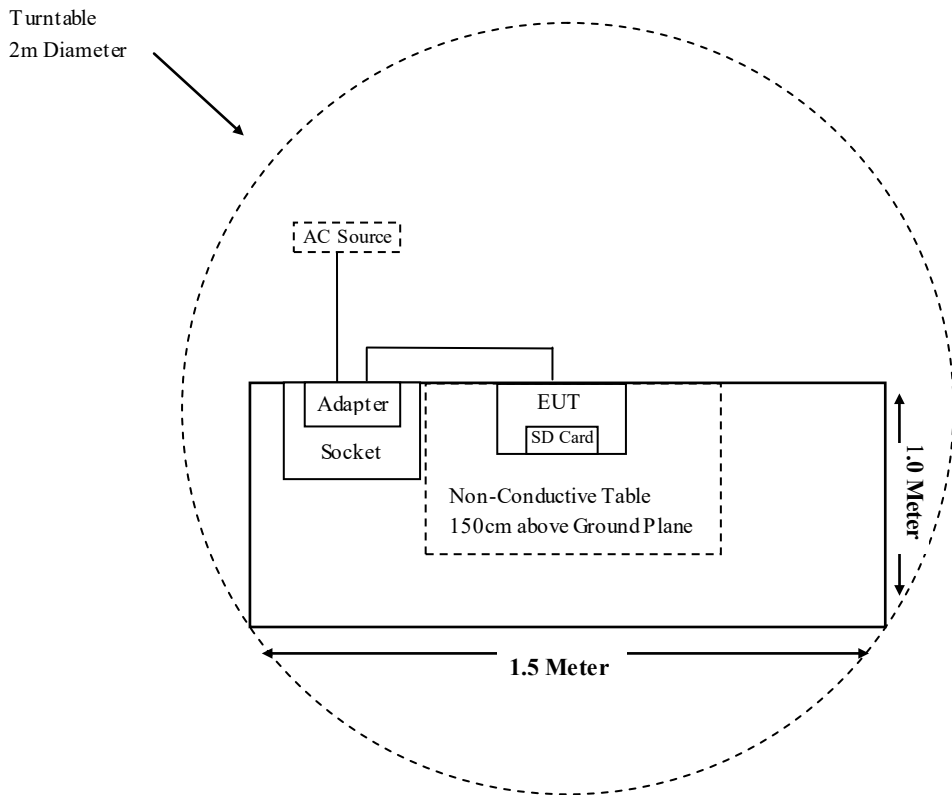 Turntable
2m Diameter
AC Source
Adapter
EUT
SD Card
Socket
Non-Conductive Table
150cm above Ground Plane
1.0 Meter
1.5 Meter